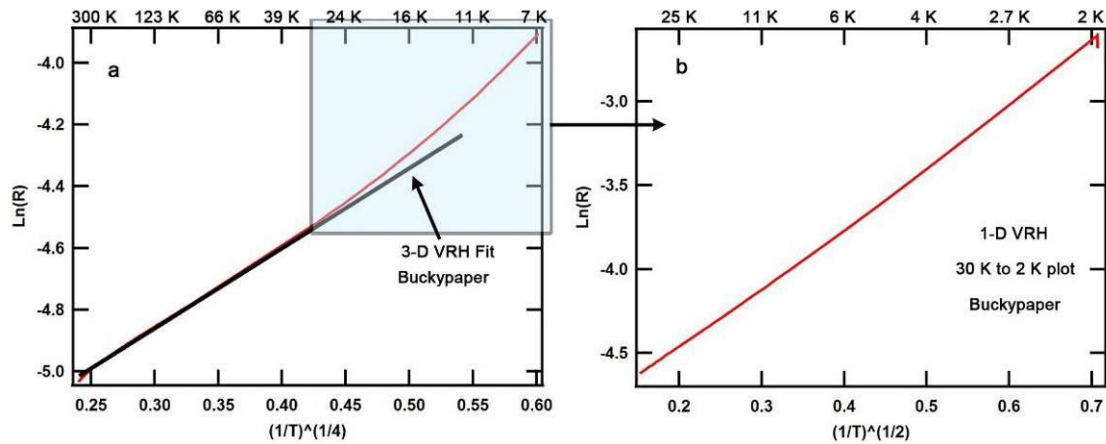 300 K 123 K 66 K 39 K 24 K 16 K 11 K 7 K
a
Ln(R)
-4.0
-4.2
-4.4
-4.6
-4.8
-5.0
3-D VRH Fit
Buckypaper
0.25 0.30 0.35 0.40 0.45 0.50 0.55 0.60
(1/T)^(1/4)
25 K 11 K 6 K 4 K 2.7 K 2 K
b
Ln(R)
-3.0
-3.5
-4.0
-4.5
1-D VRH
30 K to 2 K plot
Buckypaper
0.2 0.3 0.4 0.5 0.6 0.7
(1/T)^(1/2)